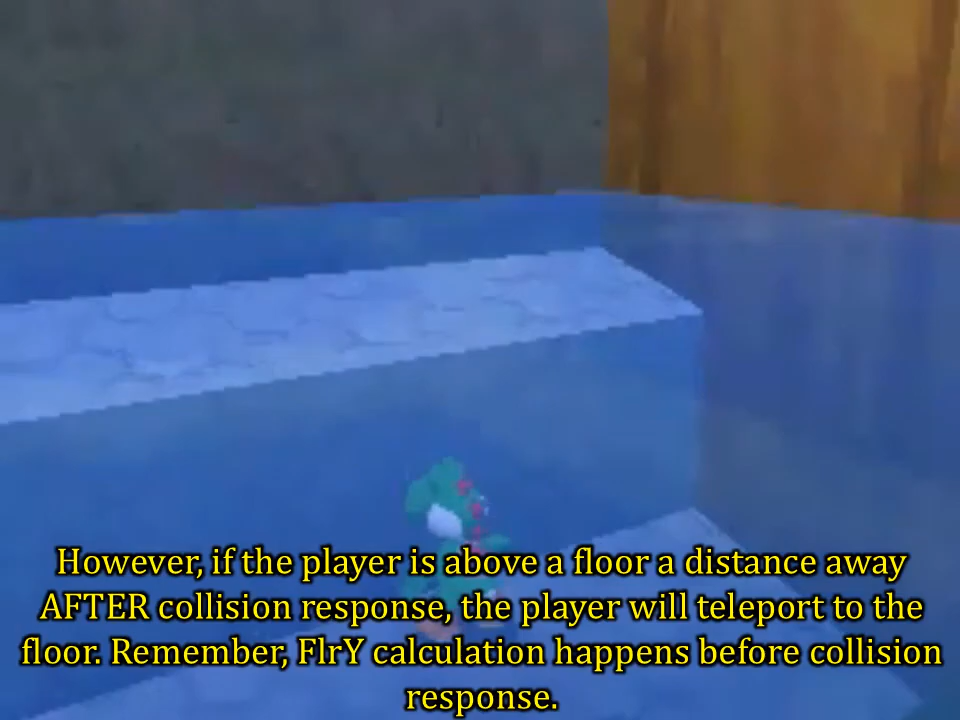 However, if the player is above a floor a distance away
AFTER collision response, the player will teleport to the
floor. Remember, FlrY calculation happens before collision
response.